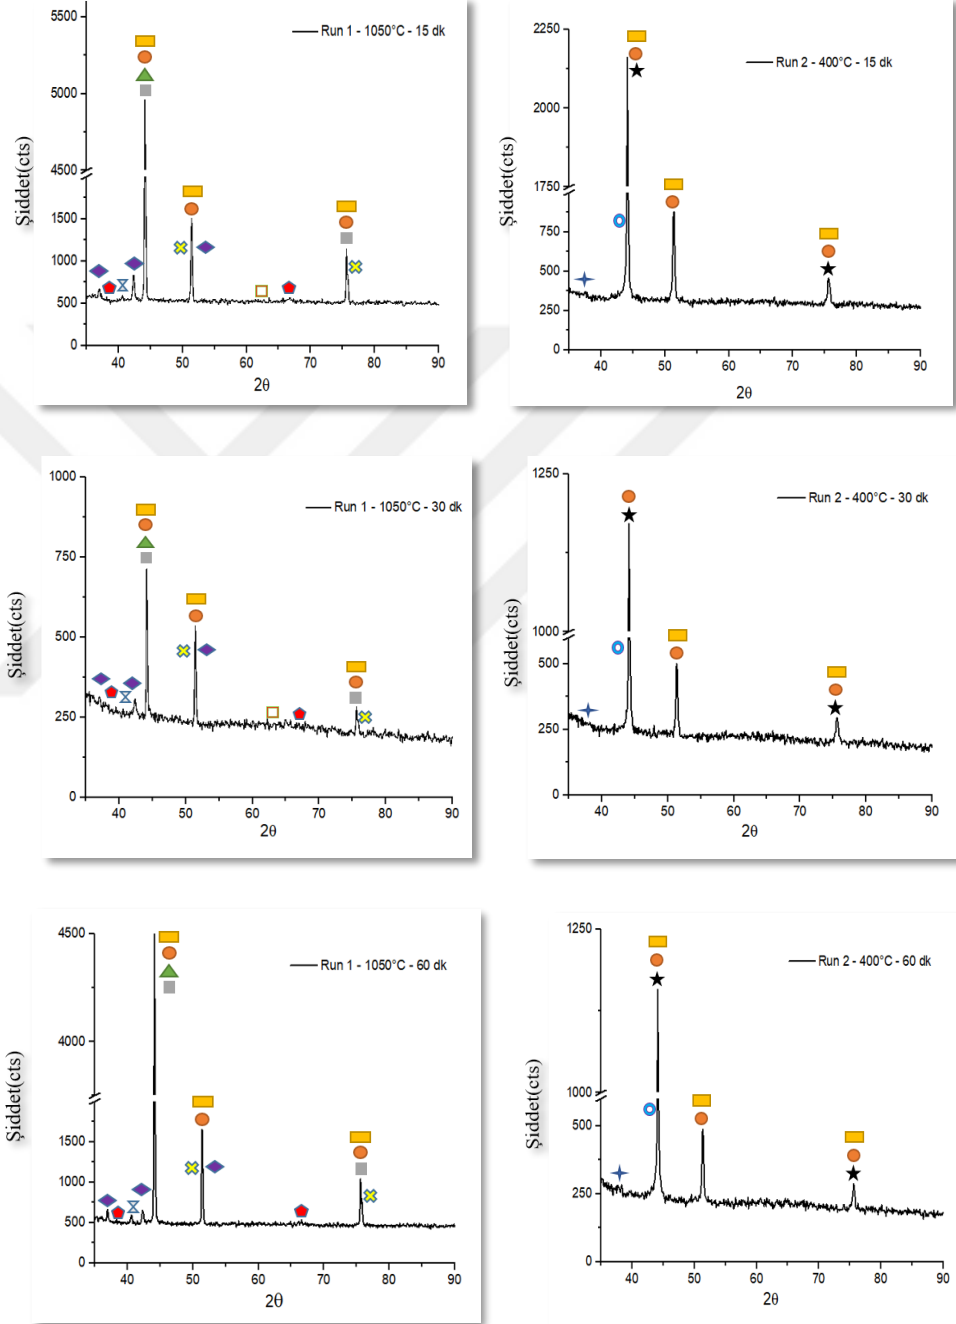 Run 1 - 1050°C - 15 dk
Şiddet(cts)
5500
5000
4500
1500
1000
500
0
40 50 60 70 80 90
2θ
Run 2 - 400°C - 15 dk
Şiddet(cts)
2250
2000
1750
750
500
250
0
40 50 60 70 80 90
2θ
Run 1 - 1050°C - 30 dk
Şiddet(cts)
1000
750
500
250
0
40 50 60 70 80 90
2θ
Run 2 - 400°C - 30 dk
Şiddet(cts)
1250
1000
500
250
0
40 50 60 70 80 90
2θ
Run 1 - 1050°C - 60 dk
Şiddet(cts)
4500
4000
1500
1000
500
0
40 50 60 70 80 90
2θ
Run 2 - 400°C - 60 dk
Şiddet(cts)
1250
1000
500
250
0
40 50 60 70 80 90
2θ